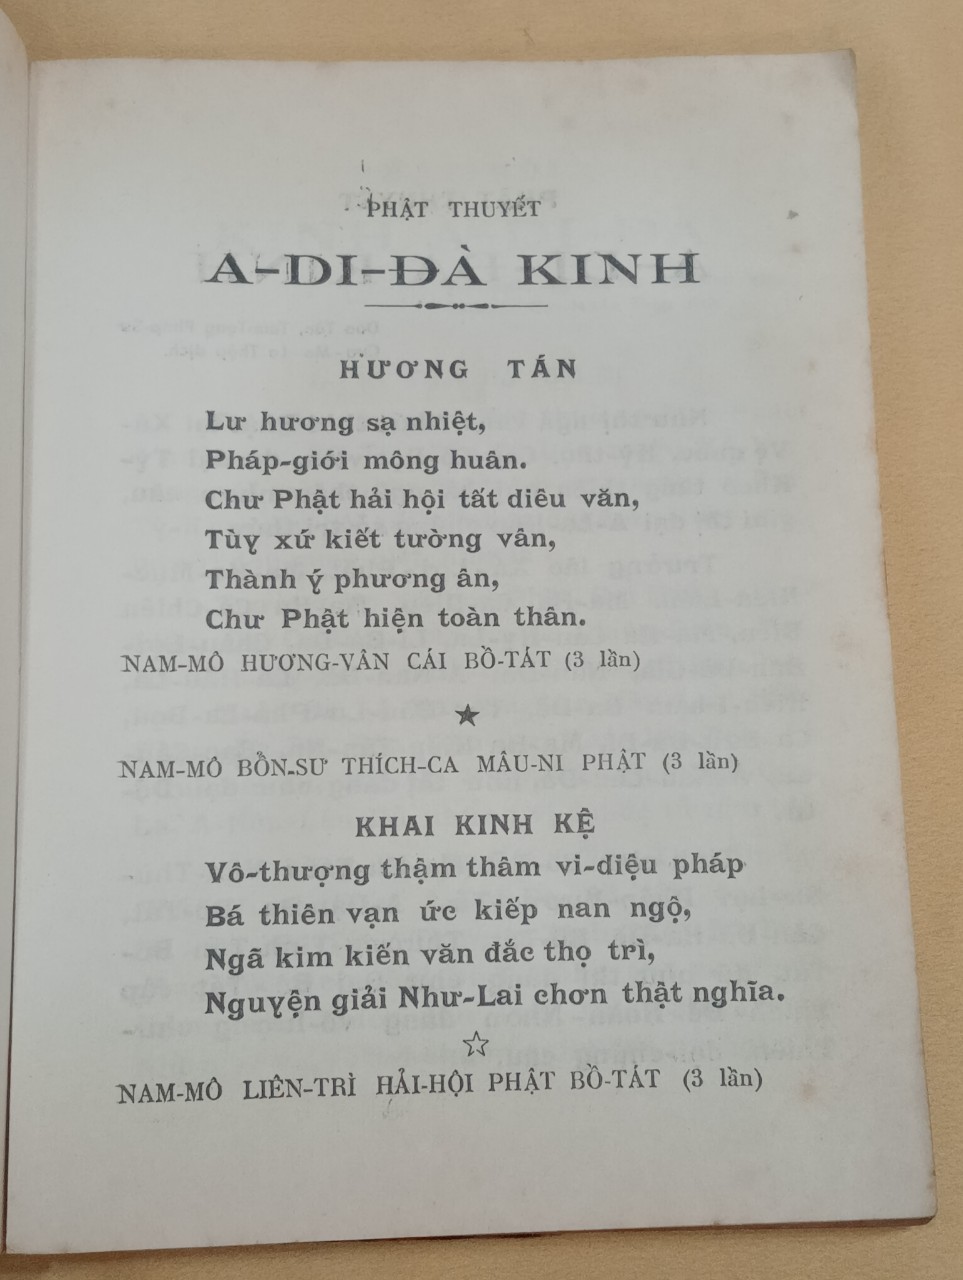 PHẬT THUYẾT
A-DI-ĐÀ KINH
HƯƠNG TÁN
Lư hương sạ nhiệt,
Pháp-giới mông huân.
Chư Phật hải hội tất diêu văn,
Tùy xứ kiết tường vân,
Thành ý phương ân,
Chư Phật hiện toàn thân.
NAM-MÔ HƯƠNG-VÂN CÁI BỒ-TÁT (3 lần)
NAM-MÔ BỒN-SƯ THÍCH-CA MÂU-NI PHẬT (3 lần)
KHAI KINH KỆ
Vô-thượng thậm thâm vi-diệu pháp
Bá thiên vạn ức kiếp nan ngộ,
Ngã kim kiến văn đắc thọ trì,
Nguyện giải Như-Lai chơn thật nghĩa.
NAM-MÔ LIÊN-TRÌ HẢI-HỘI PHẬT BỒ-TÁT (3 lần)